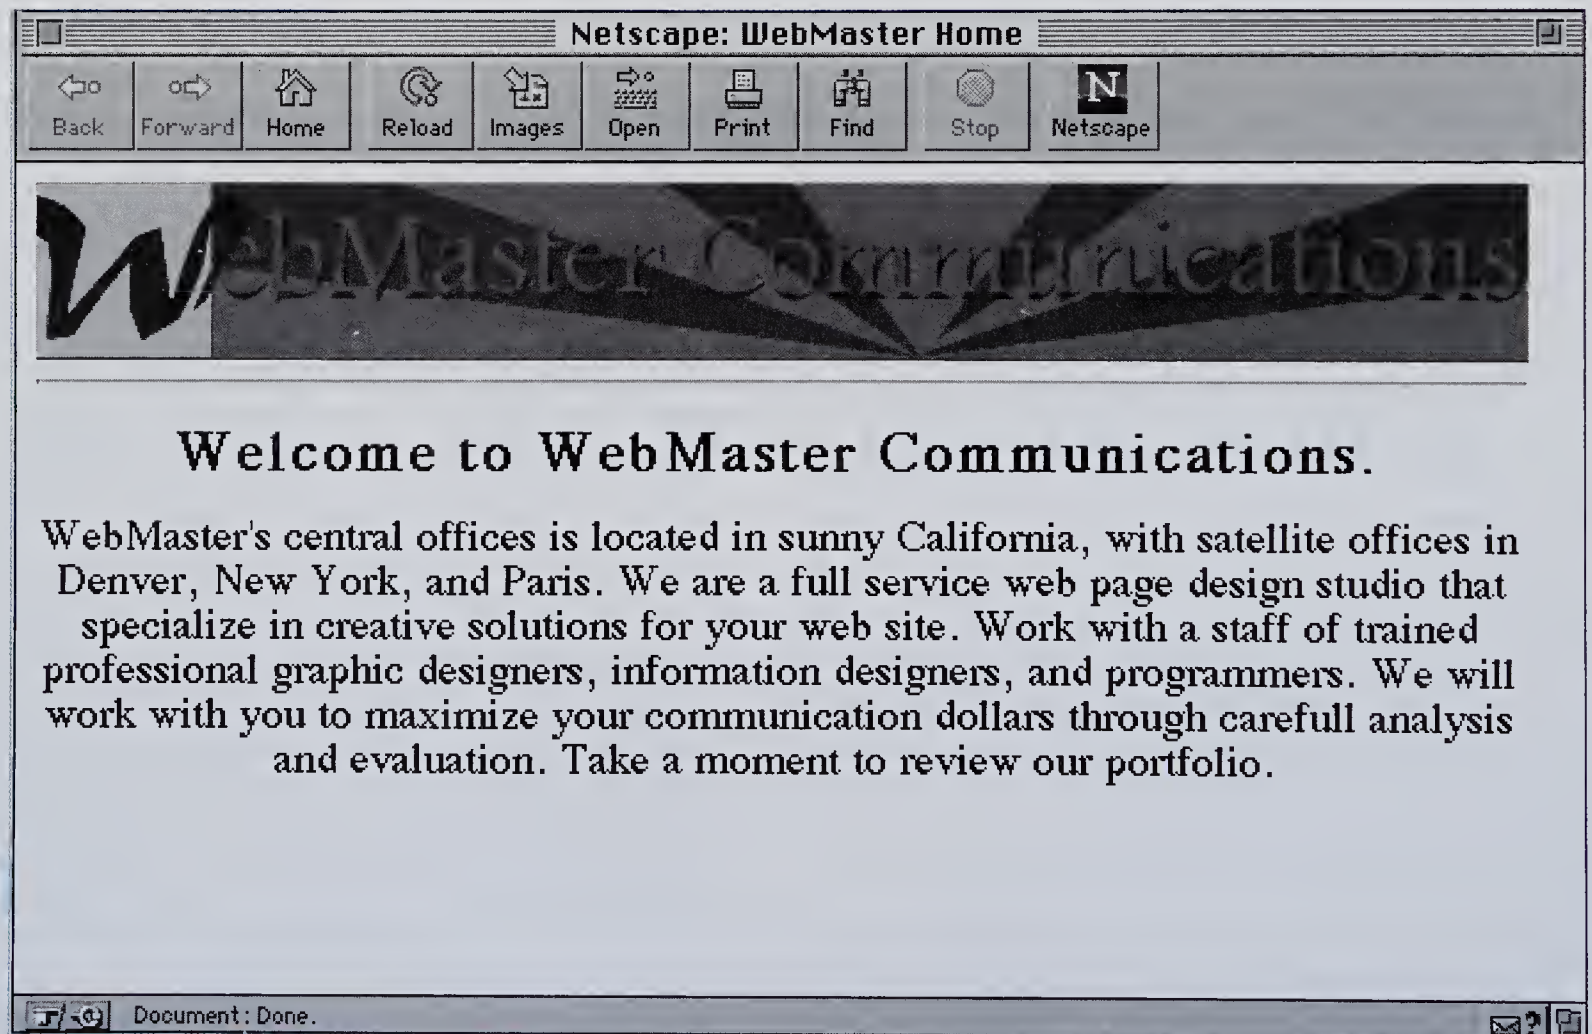 Netscape: WebMaster Home
Back Forward Home Reload Images Open Print Find Stop Netscape
WebMaster Communications
Welcome to WebMaster Communications.
WebMaster's central offices is located in sunny California, with satellite offices in
Denver, New York, and Paris. We are a full service web page design studio that
specialize in creative solutions for your web site. Work with a staff of trained
professional graphic designers, information designers, and programmers. We will
work with you to maximize your communication dollars through carefull analysis
and evaluation. Take a moment to review our portfolio.
Document: Done.